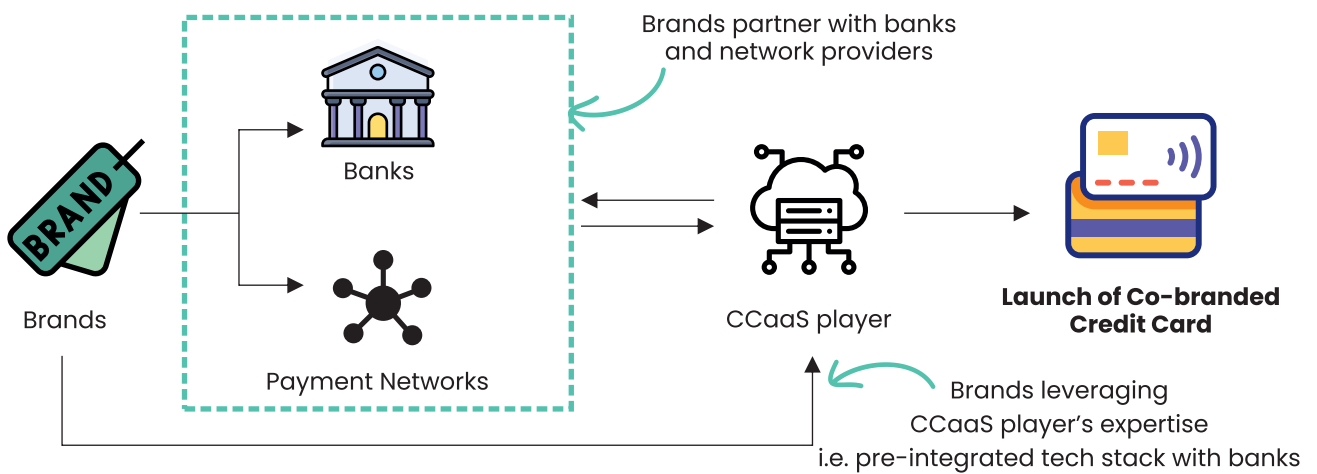 Brands partner with banks
and network providers
BRAND
Banks
Brands
Payment Networks
CCaaS player
Launch of Co-branded
Credit Card
Brands leveraging
CCaaS player's expertise
i.e. pre-integrated tech stack with banks